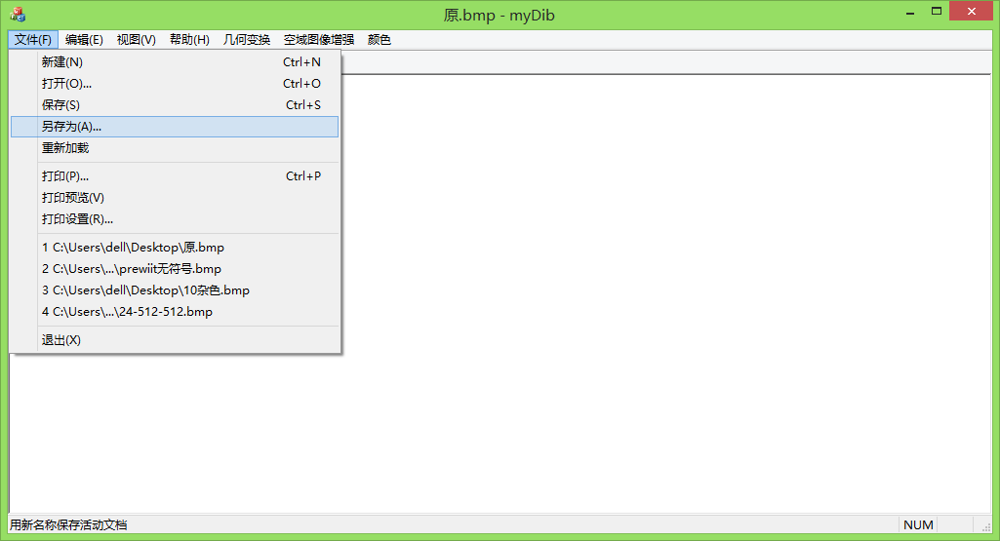 原.bmp - myDib
文件(F) 编辑(E) 视图(V) 帮助(H) 几何变换 空域图像增强 颜色
新建(N) Ctrl+N
打开(O)... Ctrl+O
保存(S) Ctrl+S
另存为(A)...
重新加载
打印(P)... Ctrl+P
打印预览(V)
打印设置(R)...
1 C:\Users\dell\Desktop\原.bmp
2 C:\Users\...\prewiit无符号.bmp
3 C:\Users\dell\Desktop\10杂色.bmp
4 C:\Users\...\24-512-512.bmp
退出(X)
用新名称保存活动文档 NUM